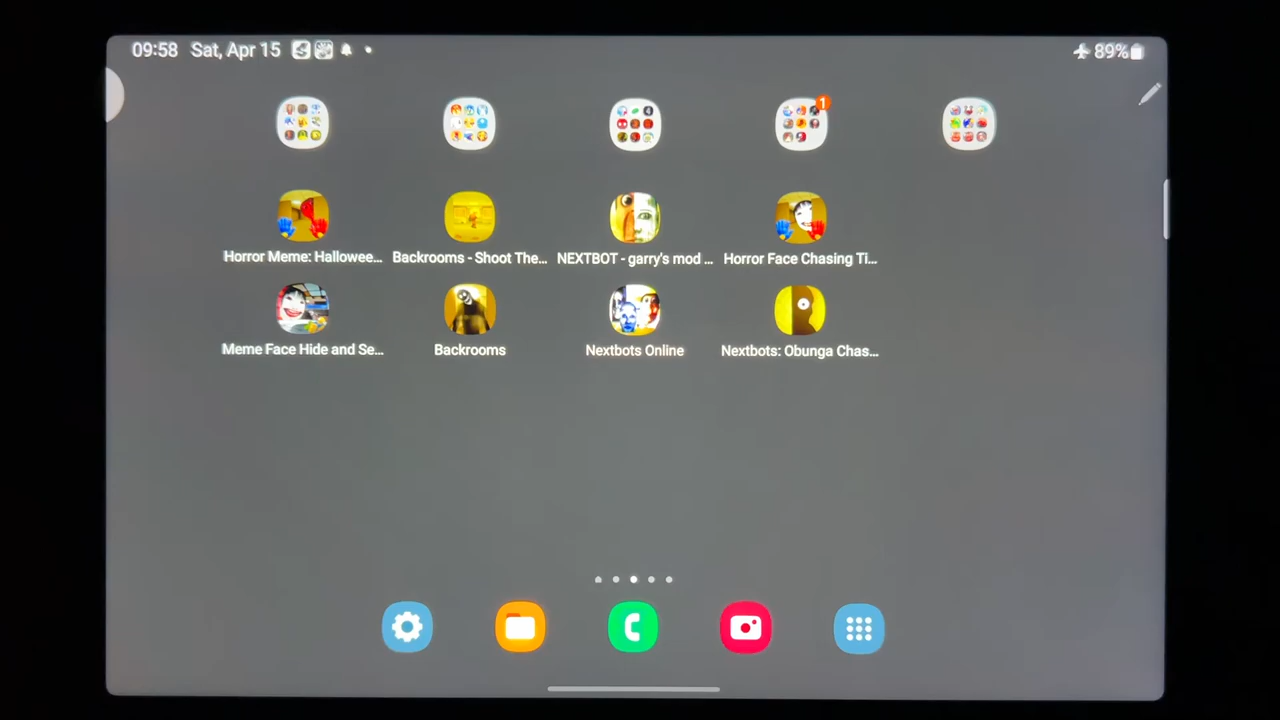 09:58 Sat, Apr 15
89%
1
Horror Meme: Hallowee...
Backrooms - Shoot The...
NEXTBOT - garry's mod ...
Horror Face Chasing Ti...
Meme Face Hide and Se...
Backrooms
Nextbots Online
Nextbots: Obunga Chas...